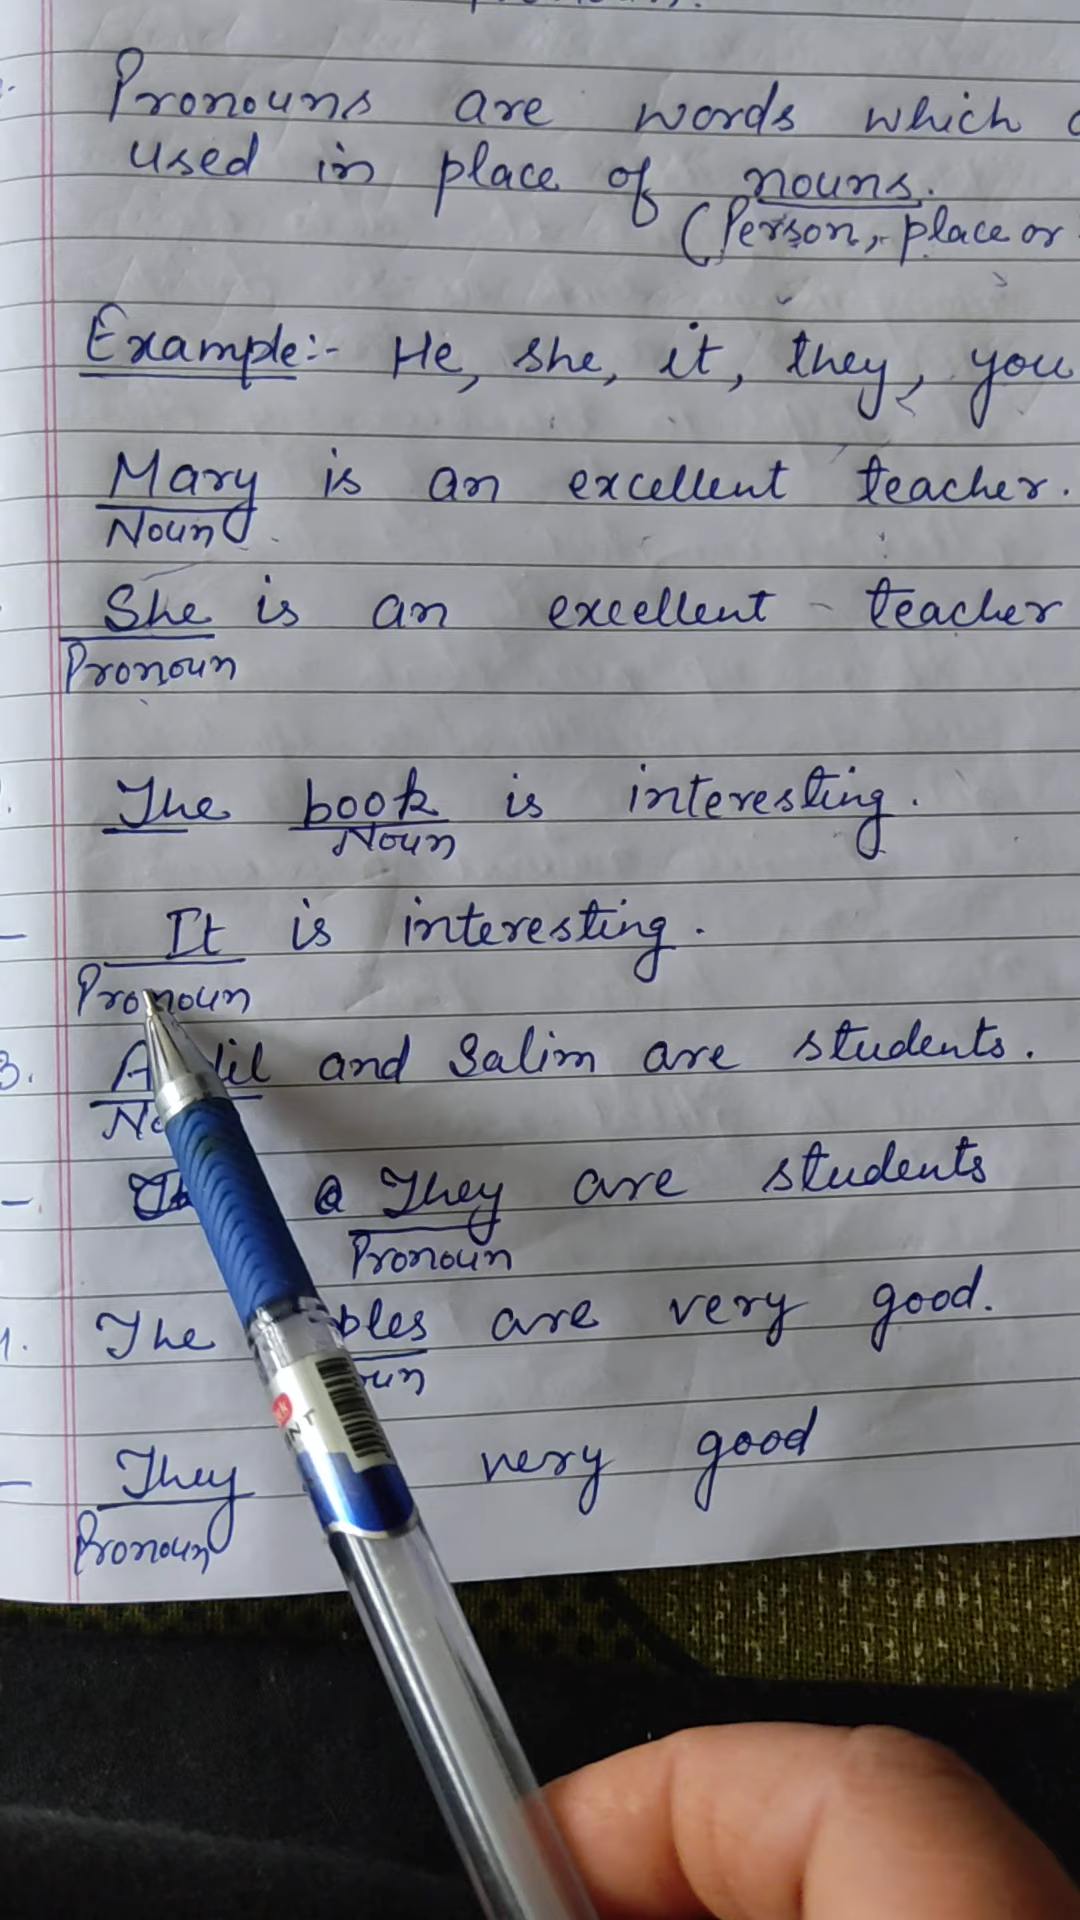 Pronouns are words which
used in place of nouns.
(Person, place or
Example:- He, she, it, they, you
Mary is an excellent teacher.
Noun
She is an excellent teacher
Pronoun
The book is interesting.
Noun
It is interesting.
Pronoun
3. and Salim are students.
They are students
Pronoun
The are very good.
They very good
Pronoun